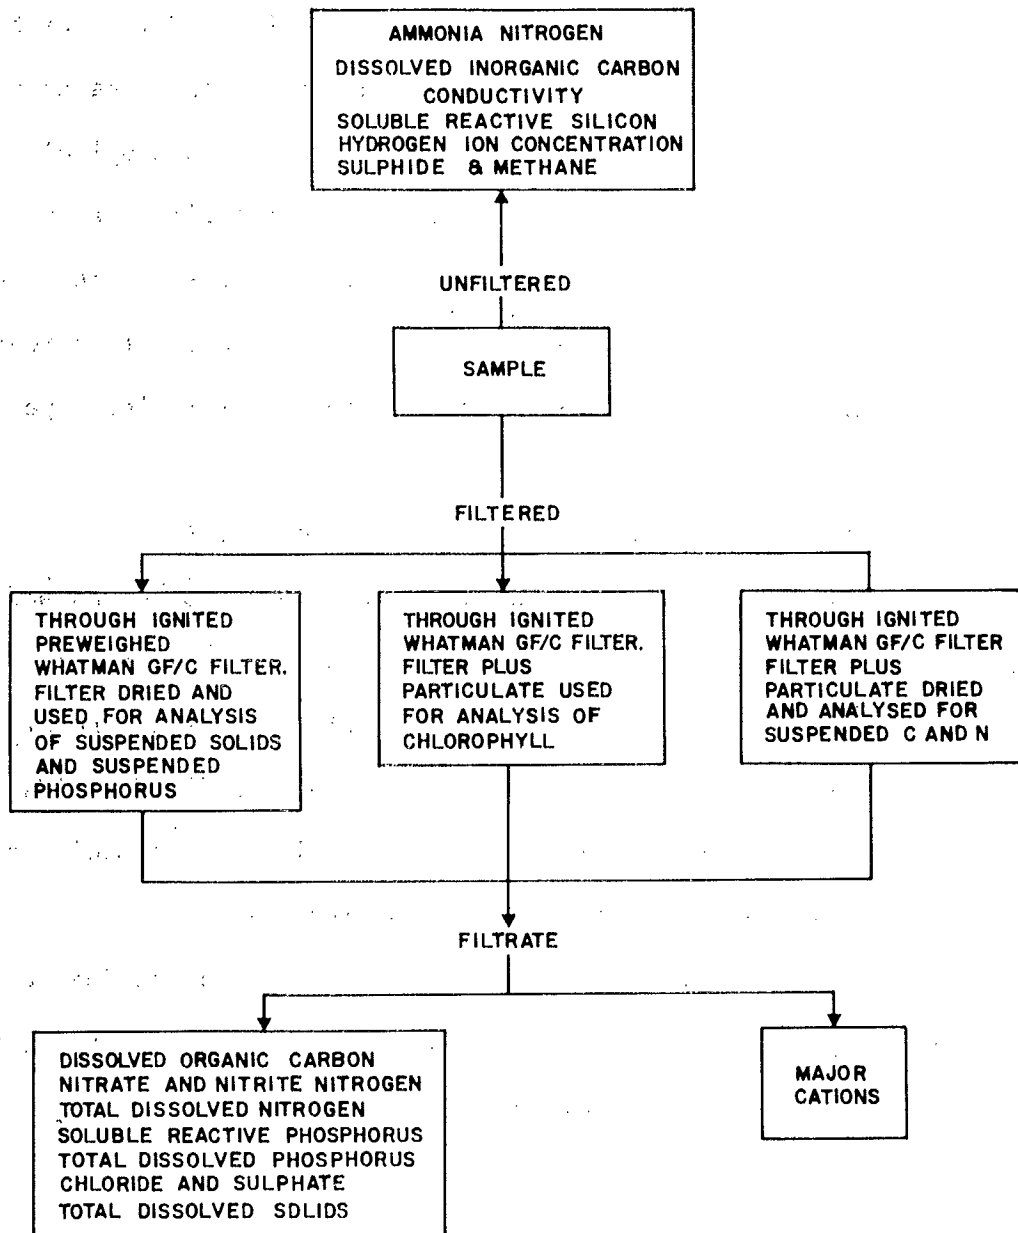 AMMONIA NITROGEN
DISSOLVED INORGANIC CARBON
CONDUCTIVITY
SOLUBLE REACTIVE SILICON
HYDROGEN ION CONCENTRATION
SULPHIDE & METHANE
UNFILTERED
SAMPLE
FILTERED
THROUGH IGNITED
PREWEIGHED
WHATMAN GF/C FILTER.
FILTER DRIED AND
USED FOR ANALYSIS
OF SUSPENDED SOLIDS
AND SUSPENDED
PHOSPHORUS
THROUGH IGNITED
WHATMAN GF/C FILTER.
FILTER PLUS
PARTICULATE USED
FOR ANALYSIS OF
CHLOROPHYLL
THROUGH IGNITED
WHATMAN GF/C FILTER
FILTER PLUS
PARTICULATE DRIED
AND ANALYSED FOR
SUSPENDED C AND N
FILTRATE
DISSOLVED ORGANIC CARBON
NITRATE AND NITRITE NITROGEN
TOTAL DISSOLVED NITROGEN
SOLUBLE REACTIVE PHOSPHORUS
TOTAL DISSOLVED PHOSPHORUS
CHLORIDE AND SULPHATE
TOTAL DISSOLVED SOLIDS
MAJOR
CATIONS